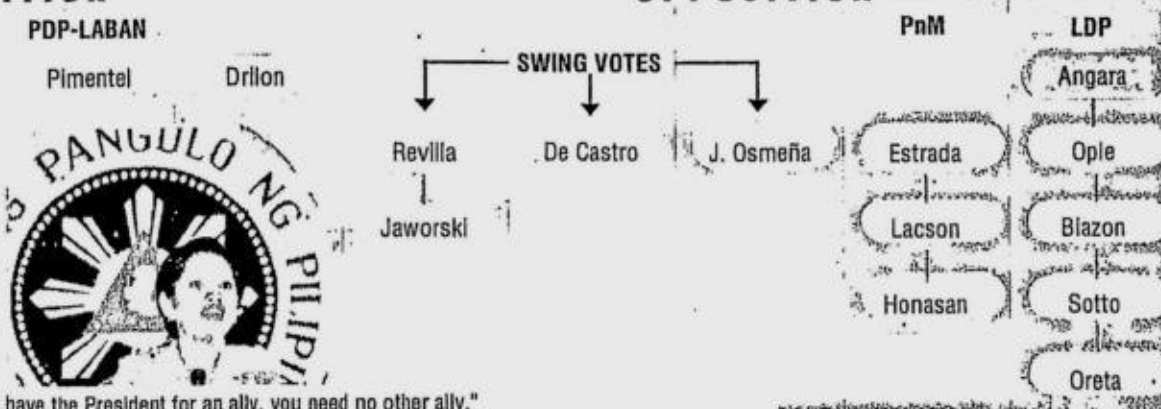 PDP-LABAN
Pimentel Drilon
SWING VOTES
Revilla De Castro J. Osmeña
Jaworski
PnM
Estrada
Lacson
Honasan
LDP
Angara
Ople
Biazon
Sotto
Oreta
PANGULO NG PILIPI
have the President for an ally, you need no other ally."